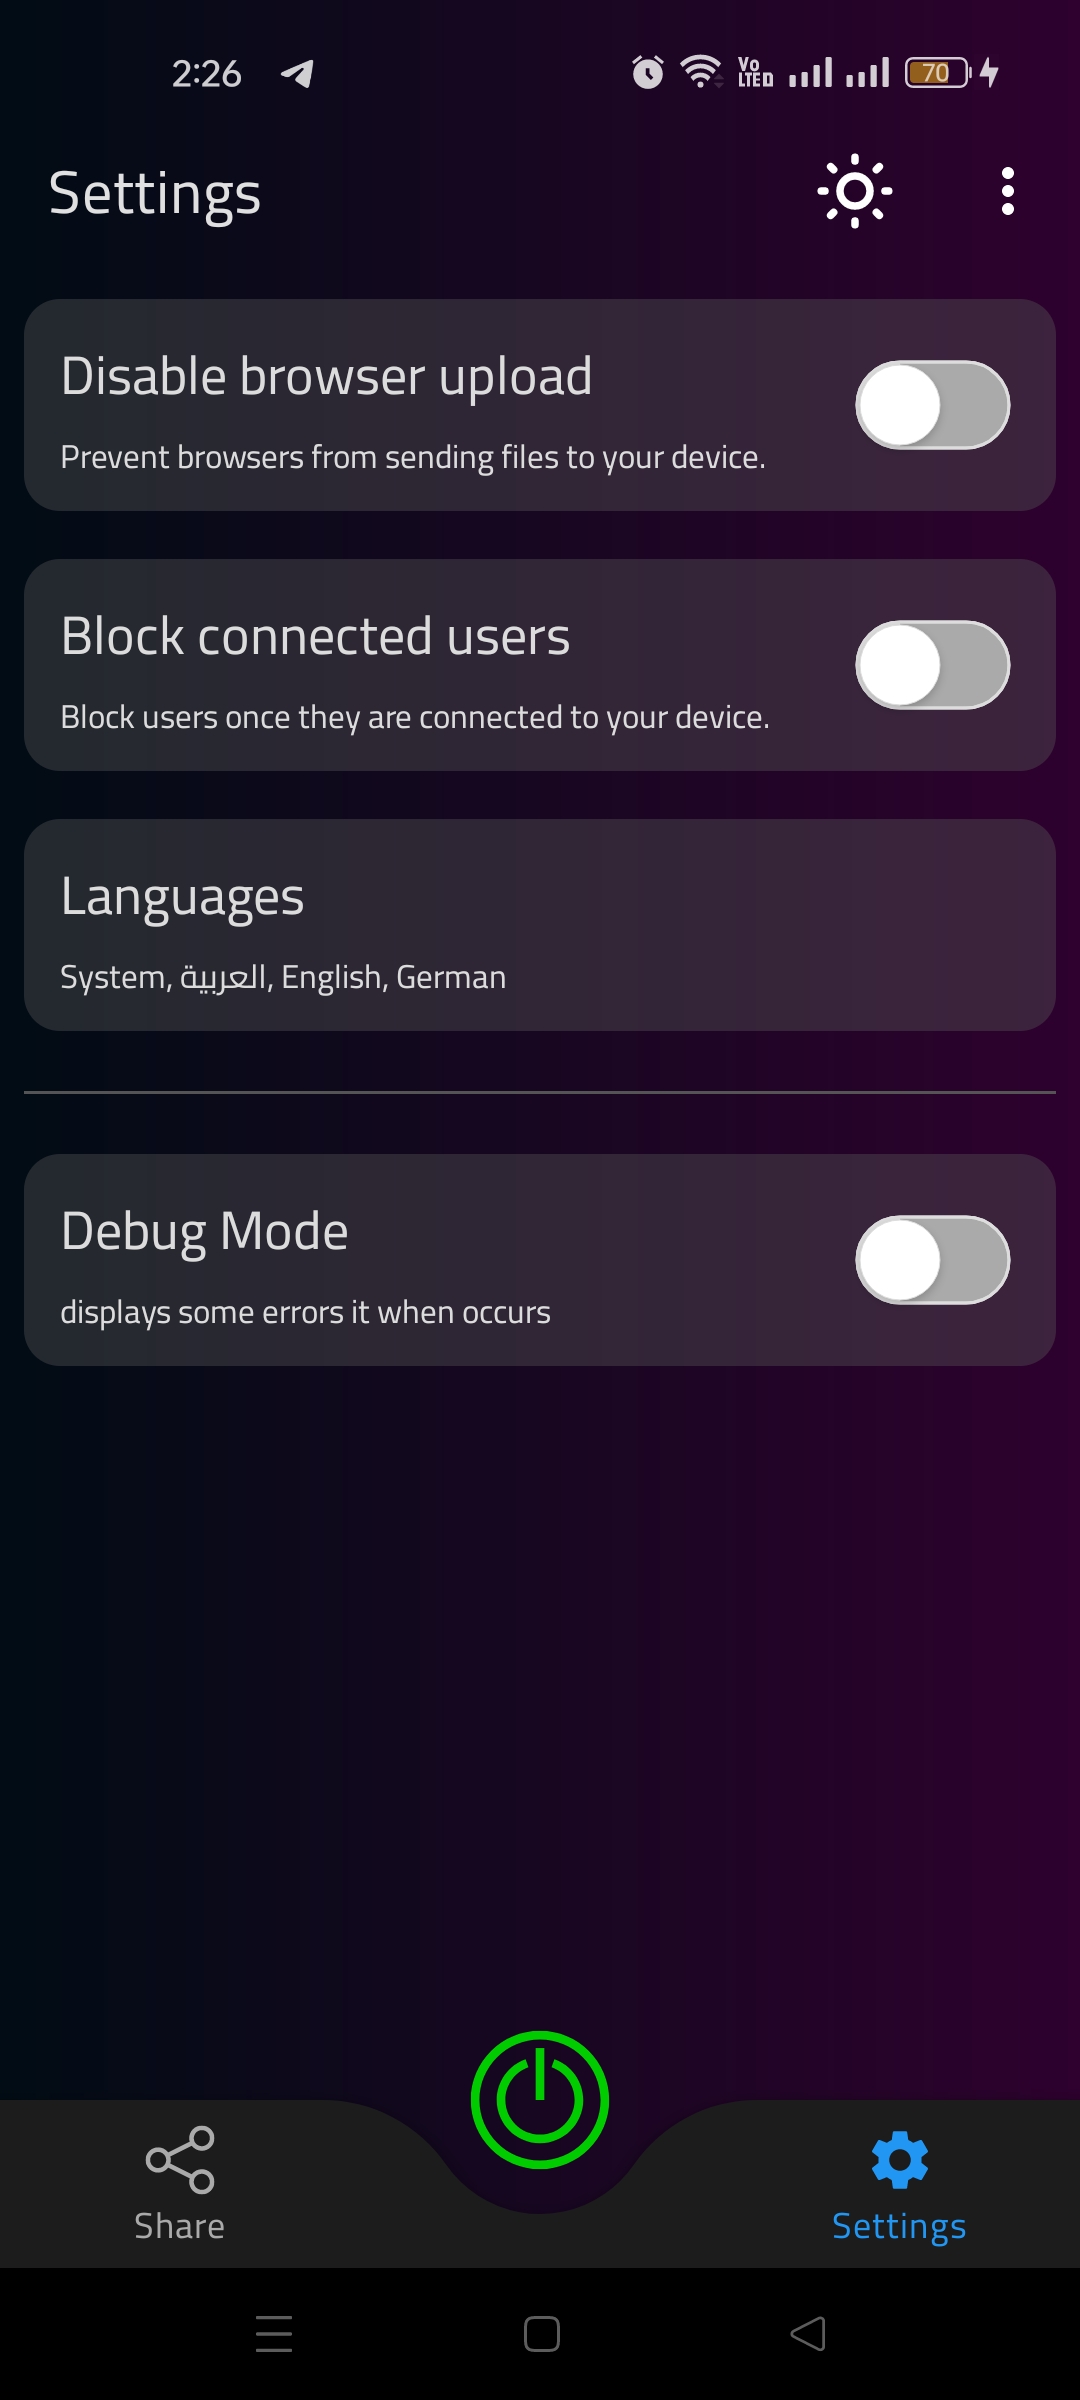 2:26
Vo
LTED
70
Settings
Disable browser upload
Prevent browsers from sending files to your device.
Block connected users
Block users once they are connected to your device.
Languages
System, العربية, English, German
Debug Mode
displays some errors it when occurs
Share
Settings